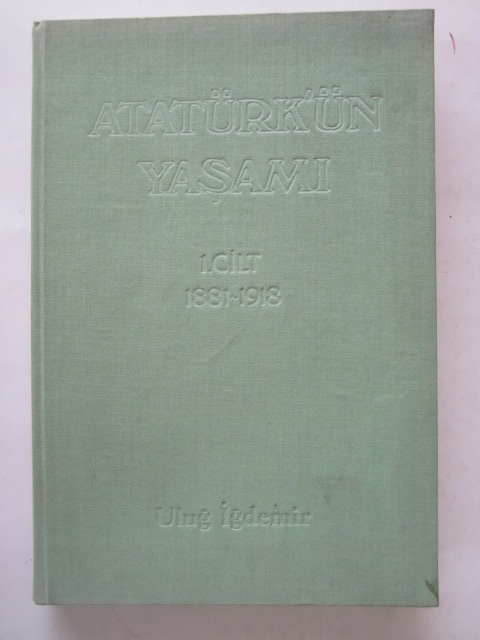 ATATÜRK'ÜN
YAŞAMI
1.CİLT
1881-1918
Uluğ İğdemir